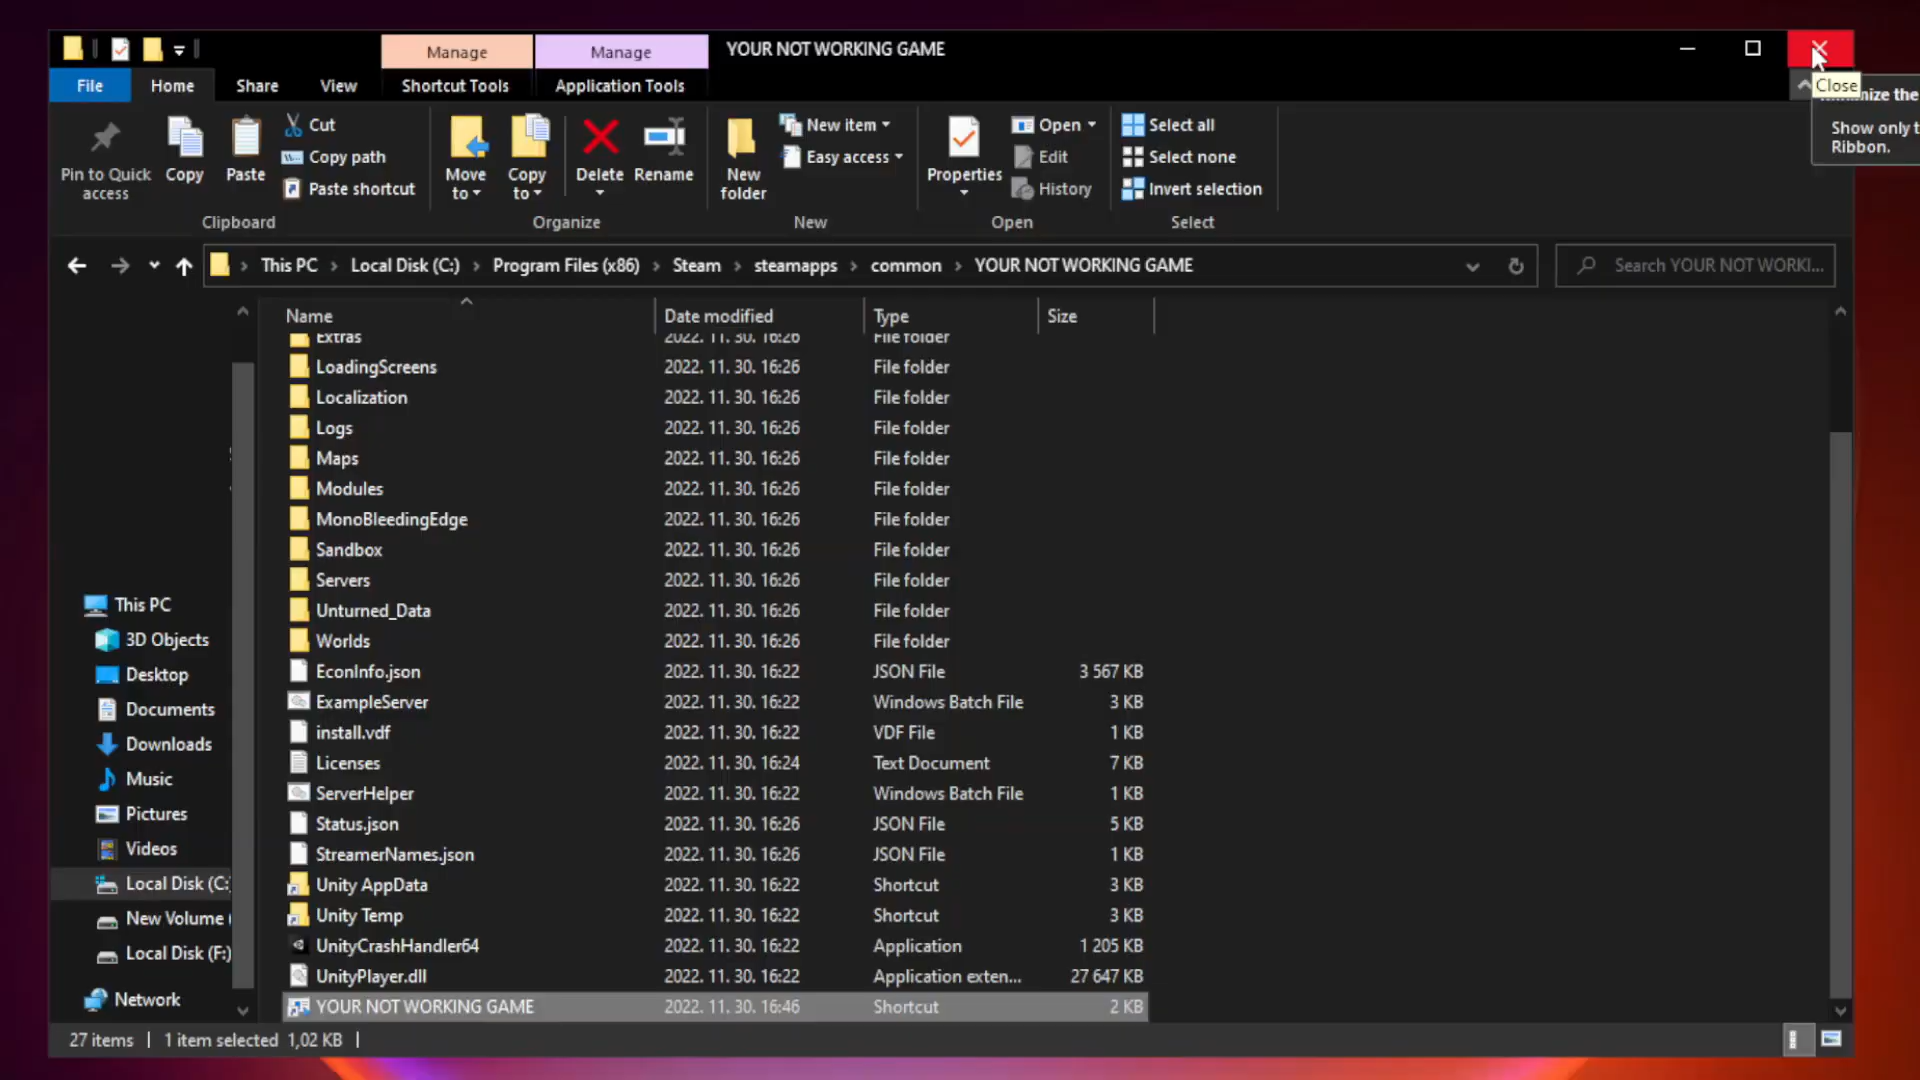 Manage
Manage
YOUR NOT WORKING GAME
File
Home
Share
View
Shortcut Tools
Application Tools
Close
Show only t
Ribbon.
Pin to Quick access
Copy
Paste
Cut
Copy path
Paste shortcut
Move to
Copy to
Delete
Rename
New folder
New item
Easy access
Properties
Open
Edit
History
Select all
Select none
Invert selection
Clipboard
Organize
New
Open
Select
This PC > Local Disk (C:) > Program Files (x86) > Steam > steamapps > common > YOUR NOT WORKING GAME
Search YOUR NOT WORKI...
Name Date modified Type Size
Extras 2022. 11. 30. 16:26 File folder
LoadingScreens 2022. 11. 30. 16:26 File folder
Localization 2022. 11. 30. 16:26 File folder
Logs 2022. 11. 30. 16:26 File folder
Maps 2022. 11. 30. 16:26 File folder
Modules 2022. 11. 30. 16:26 File folder
MonoBleedingEdge 2022. 11. 30. 16:26 File folder
Sandbox 2022. 11. 30. 16:26 File folder
Servers 2022. 11. 30. 16:26 File folder
Unturned_Data 2022. 11. 30. 16:26 File folder
Worlds 2022. 11. 30. 16:26 File folder
EconInfo.json 2022. 11. 30. 16:22 JSON File 3 567 KB
ExampleServer 2022. 11. 30. 16:22 Windows Batch File 3 KB
install.vdf 2022. 11. 30. 16:22 VDF File 1 KB
Licenses 2022. 11. 30. 16:24 Text Document 7 KB
ServerHelper 2022. 11. 30. 16:22 Windows Batch File 1 KB
Status.json 2022. 11. 30. 16:26 JSON File 5 KB
StreamerNames.json 2022. 11. 30. 16:26 JSON File 1 KB
Unity AppData 2022. 11. 30. 16:22 Shortcut 3 KB
Unity Temp 2022. 11. 30. 16:22 Shortcut 3 KB
UnityCrashHandler64 2022. 11. 30. 16:22 Application 1 205 KB
UnityPlayer.dll 2022. 11. 30. 16:22 Application exten... 27 647 KB
YOUR NOT WORKING GAME 2022. 11. 30. 16:46 Shortcut 2 KB
This PC
3D Objects
Desktop
Documents
Downloads
Music
Pictures
Videos
Local Disk (C:
New Volume (
Local Disk (F:)
Network
27 items
1 item selected 1,02 KB